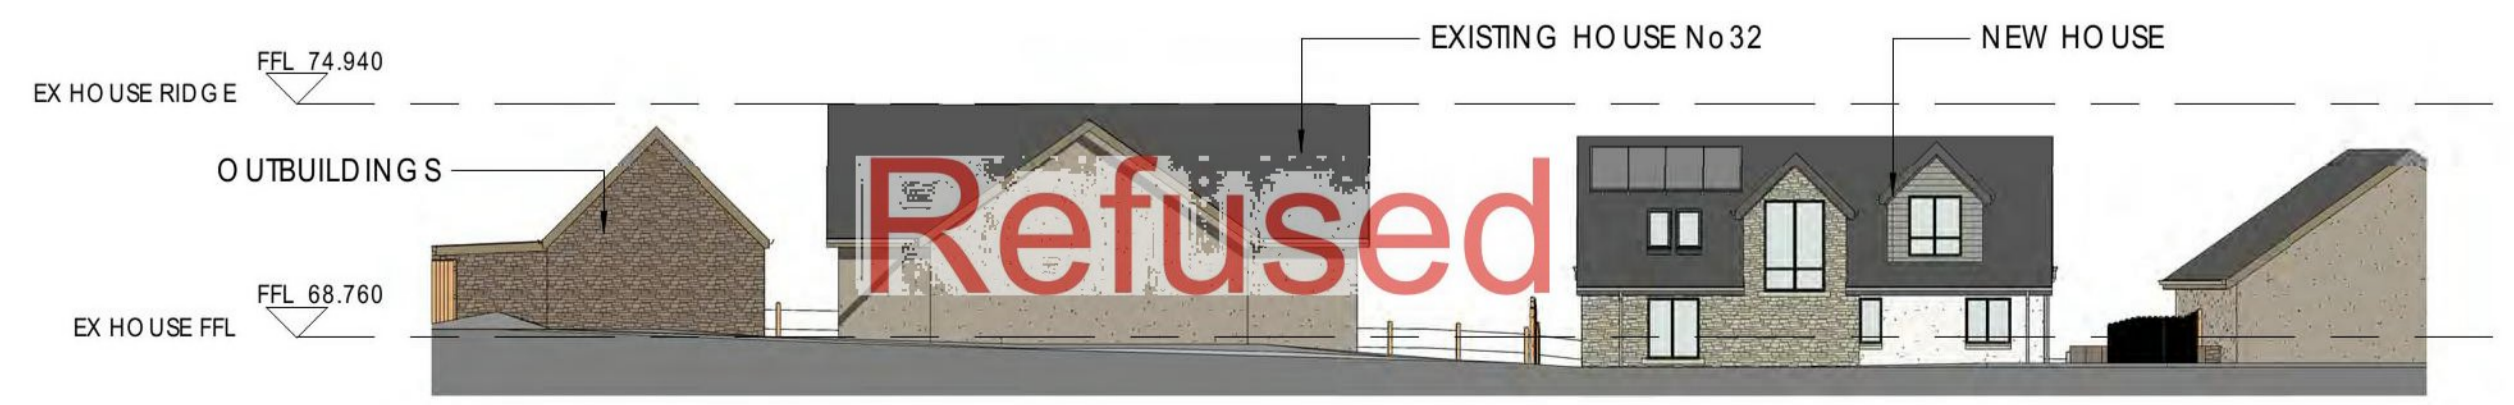 EXISTING HOUSE No 32
NEW HOUSE
FFL 74.940
EX HOUSE RIDGE
OUTBUILDINGS
Refused
FFL 68.760
EX HOUSE FFL